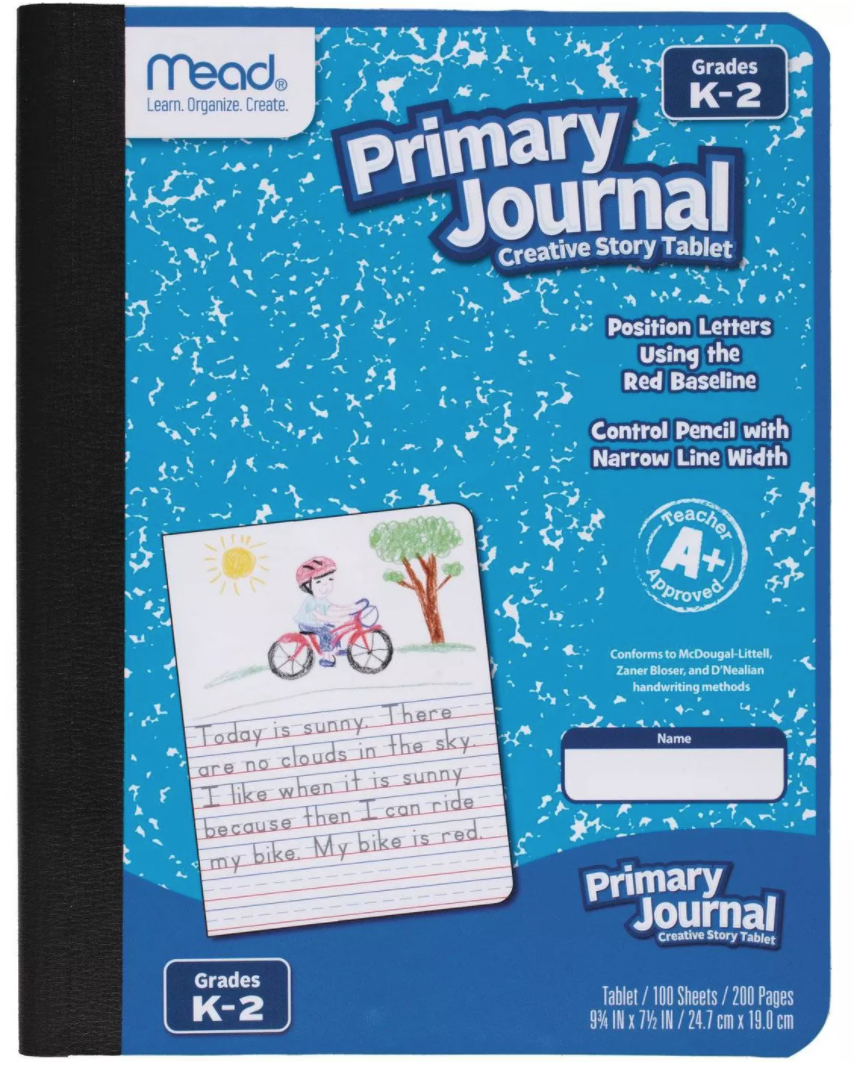 Mead®
Learn. Organize. Create.
Grades
K-2
Primary
Journal
Creative Story Tablet
Position Letters
Using the
Red Baseline
Control Pencil with
Narrow Line Width
Teacher
A+
Approved
Conforms to McDougal-Littell,
Zaner Bloser, and D'Nealian
handwriting methods
Name
Today is sunny. There
are no clouds in the sky.
I like when it is sunny
because then I can ride
my bike. My bike is red.
Primary
Journal
Creative Story Tablet
Grades
K-2
Tablet / 100 Sheets / 200 Pages
9¾ IN x 7½ IN / 24.7 cm x 19.0 cm